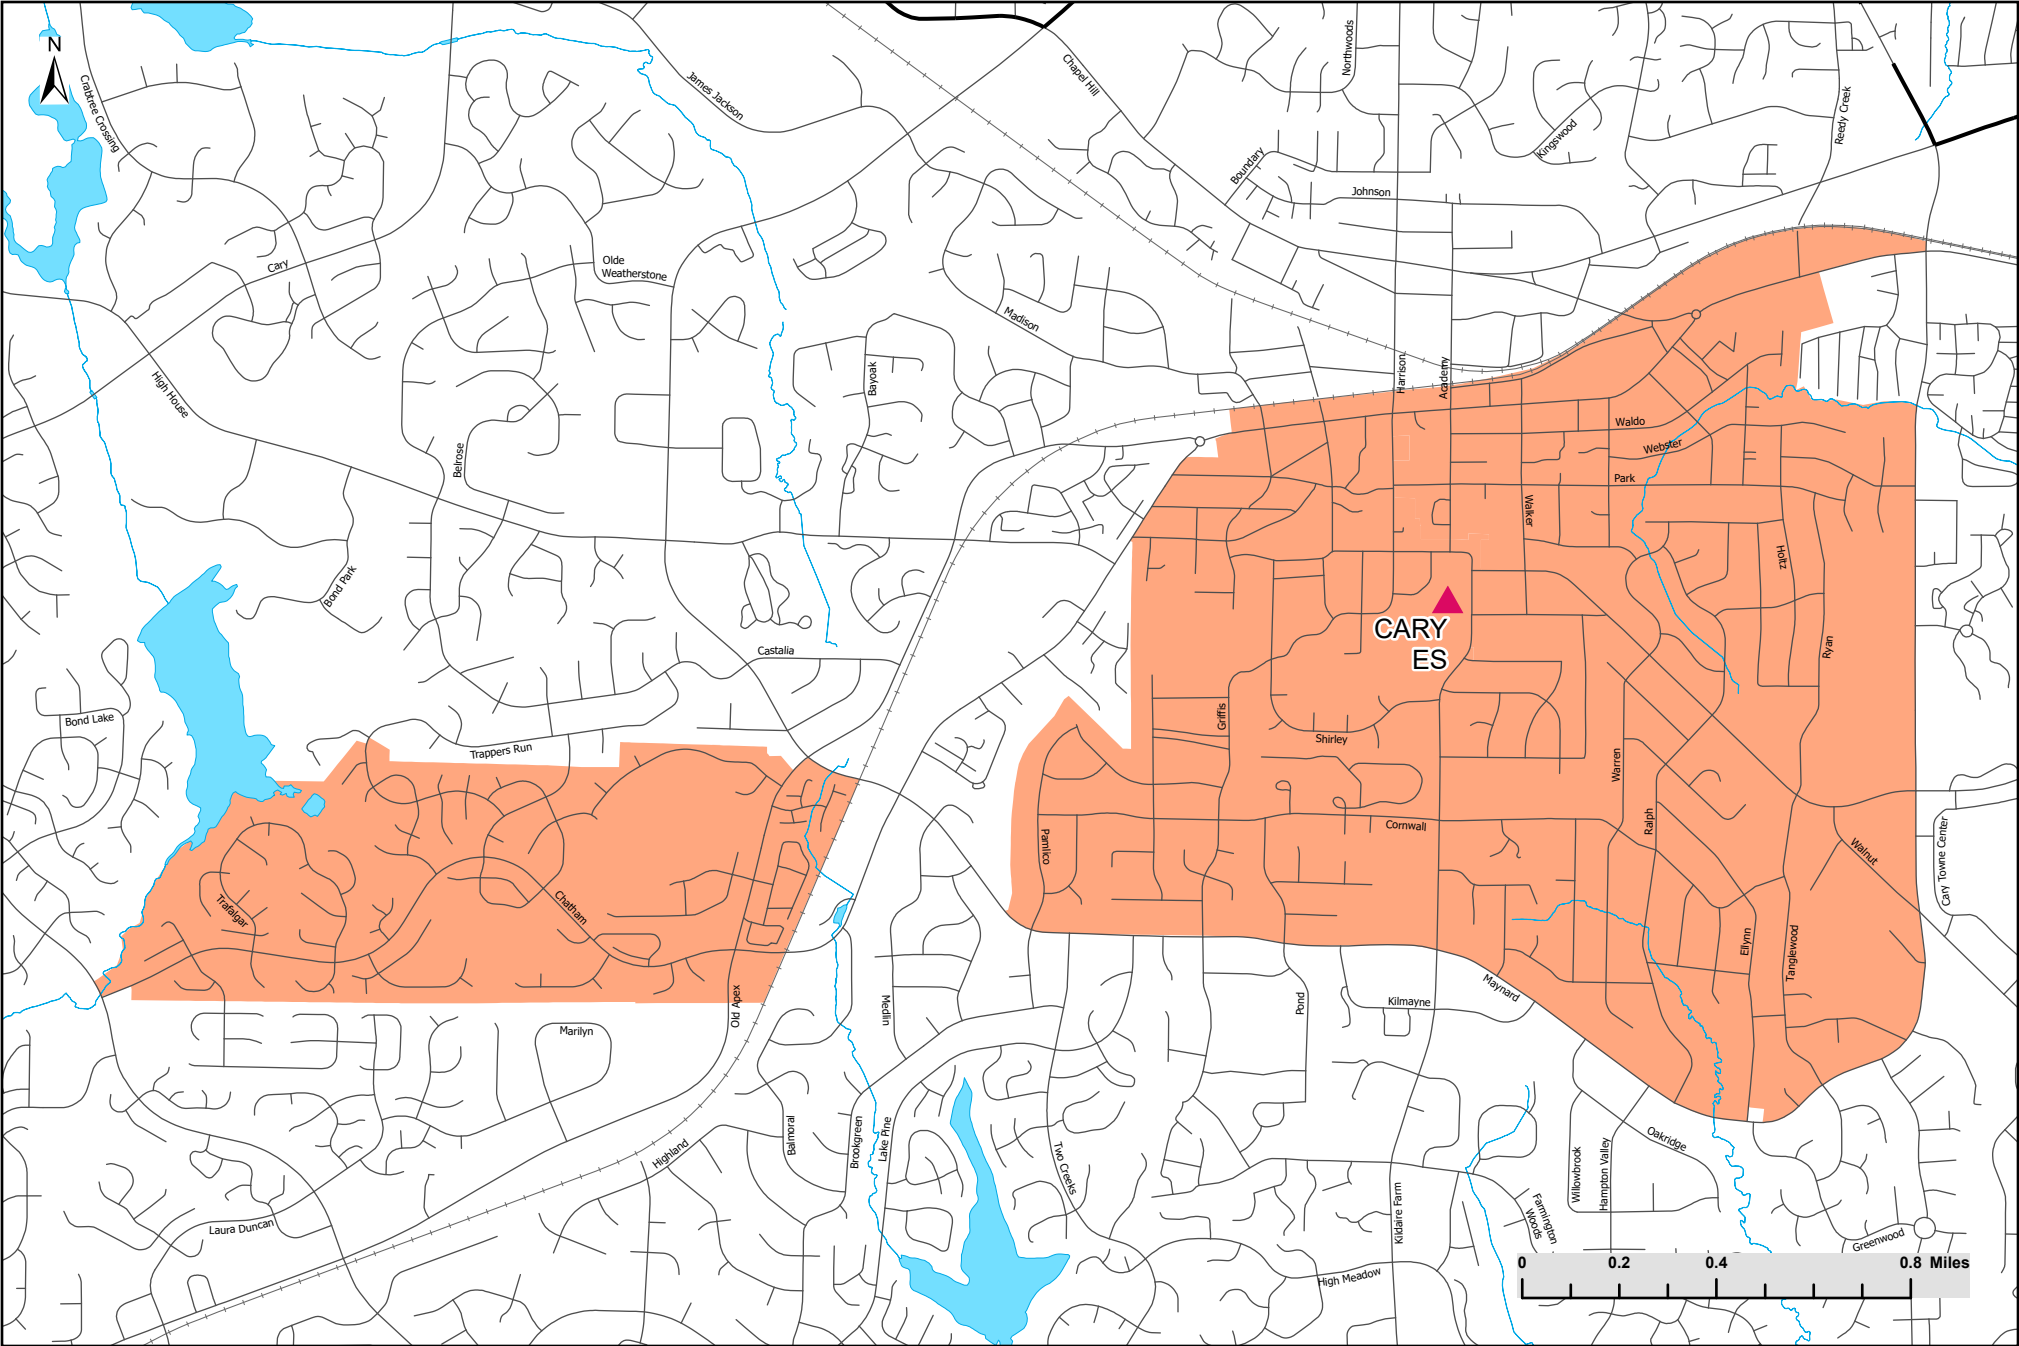 N
Crabtree Crossing
James Jackson
Chapel Hill
Northwoods
Reedy Creek
Kingswood
Boundary
Johnson
Cary
Olde
Weatherstone
Madison
High House
Bayoak
Harrison
Academy
Belrose
Waldo
Webster
Park
Walker
Holtz
Bond Park
CARY
ES
Castalia
Ryan
Bond Lake
Griffis
Trappers Run
Shirley
Warren
Ralph
Cornwall
Pamlico
Walnut
Cary Towne Center
Trafalgar
Chatham
Ellynn
Tanglewood
Old Apex
Medlin
Maynard
Pond
Kilmayne
Marilyn
Highland
Balmoral
Brookgreen
Lake Pine
Two Creeks
Oakridge
Willowbrook
Hampton Valley
Kildaire Farm
Farmington
Woods
Laura Duncan
Greenwood
High Meadow
0 0.2 0.4 0.8 Miles